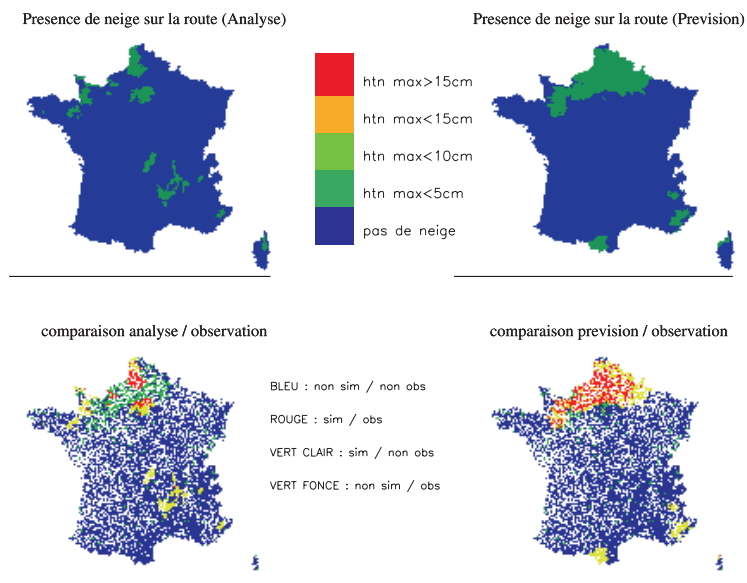 Presence de neige sur la route (Analyse)
Presence de neige sur la route (Prevision)
htn max>15cm
htn max<15cm
htn max<10cm
htn max<5cm
pas de neige
comparaison analyse / observation
comparaison prevision / observation
BLEU : non sim / non obs
ROUGE : sim / obs
VERT CLAIR : sim / non obs
VERT FONCE : non sim / obs